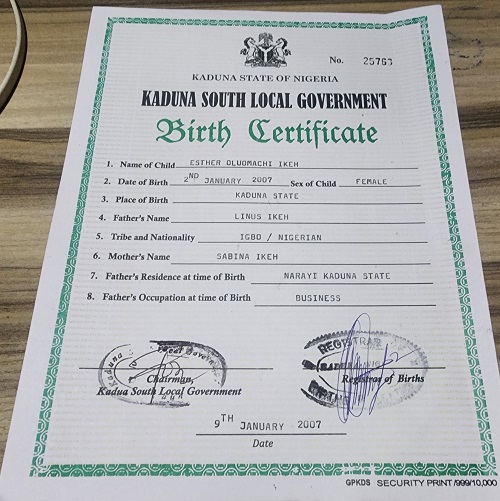 No. 25763
KADUNA STATE OF NIGERIA
KADUNA SOUTH LOCAL GOVERNMENT
Birth Certificate
1. Name of Child ESTHER OLUOMACHI IKEH
2. Date of Birth 2ND JANUARY 2007 Sex of Child FEMALE
3. Place of Birth KADUNA STATE
4. Father's Name LINUS IKEH
5. Tribe and Nationality IGBO / NIGERIAN
6. Mother's Name SABINA IKEH
7. Father's Residence at time of Birth NARAYI KADUNA STATE
8. Father's Occupation at time of Birth BUSINESS
Kaduna Local Govern
REGISTRAR
Chairman,
Registrar of Births
Kadua South Local Government
BIRTH
9TH JANUARY 2007
Date
GPKDS SECURITY PRINT/999/10,000